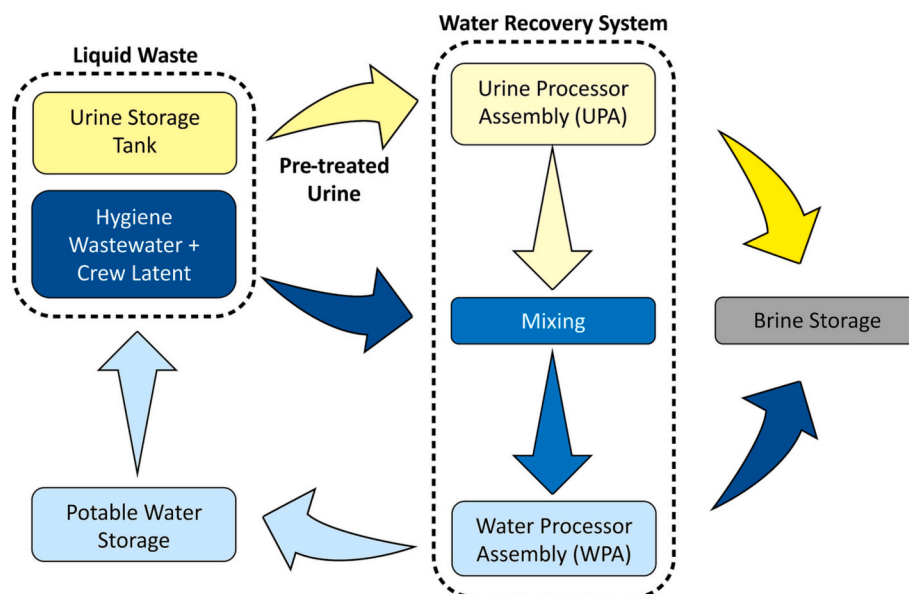 Water Recovery System
Liquid Waste
Urine Storage
Tank
Hygiene
Wastewater +
Crew Latent
Pre-treated
Urine
Urine Processor
Assembly (UPA)
Mixing
Brine Storage
Potable Water
Storage
Water Processor
Assembly (WPA)